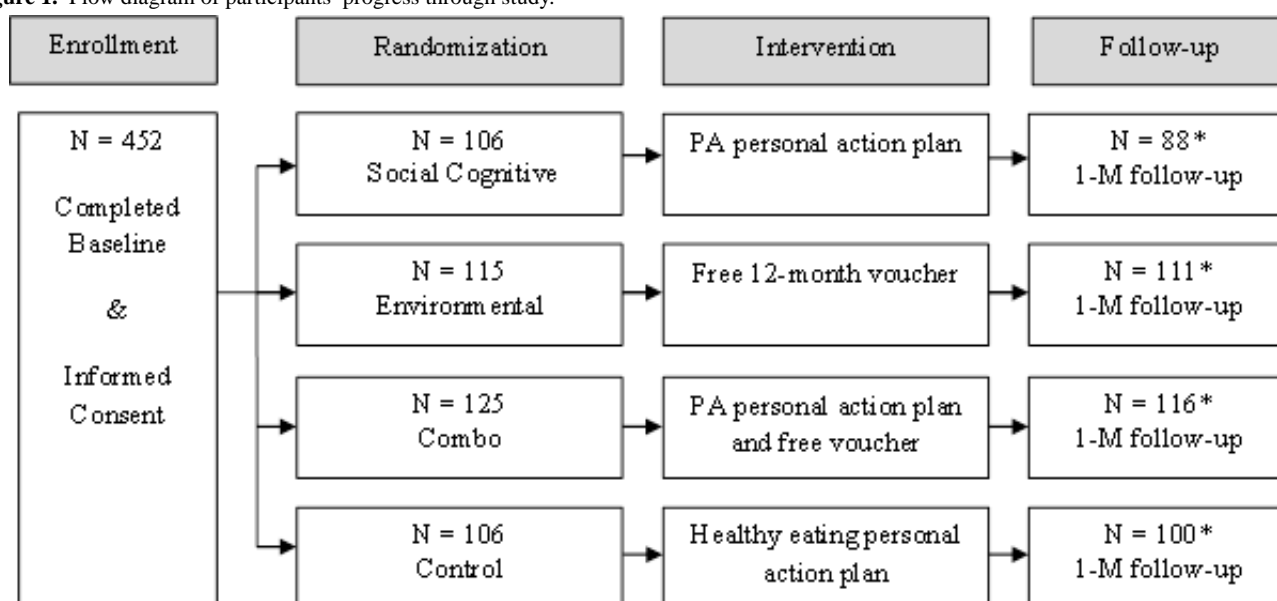 gure 1. Flow diagram of participants' progress through study.
Enrollment
Randomization
Intervention
Follow-up
N = 452
Completed
Baseline
&
Informed
Consent
N = 106
Social Cognitive
PA personal action plan
N = 88*
1-M follow-up
N = 115
Environmental
Free 12-month voucher
N = 111*
1-M follow-up
N = 125
Combo
PA personal action plan
and free voucher
N = 116*
1-M follow-up
N = 106
Control
Healthy eating personal
action plan
N = 100*
1-M follow-up